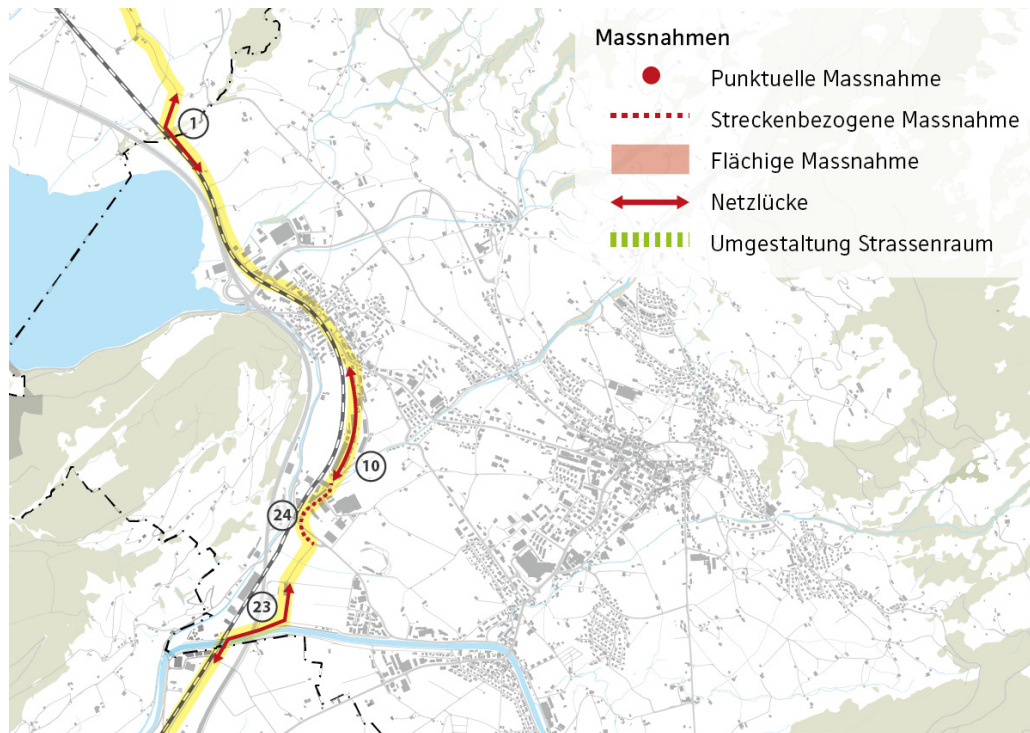 Massnahmen
Punktuelle Massnahme
Streckenbezogene Massnahme
Flächige Massnahme
Netzlücke
Umgestaltung Strassenraum
1
10
24
23